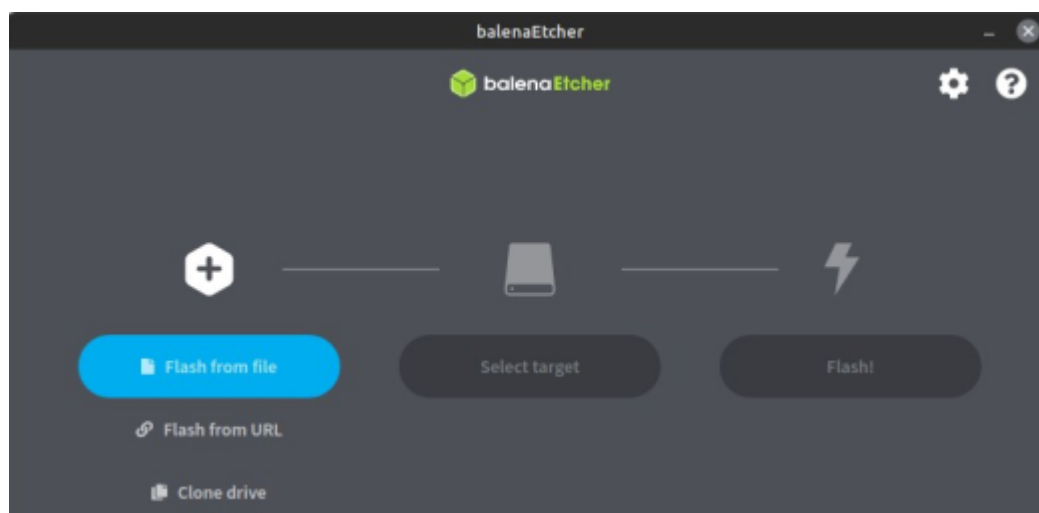 balenaEtcher
balenaEtcher
Flash from file
Select target
Flash!
Flash from URL
Clone drive